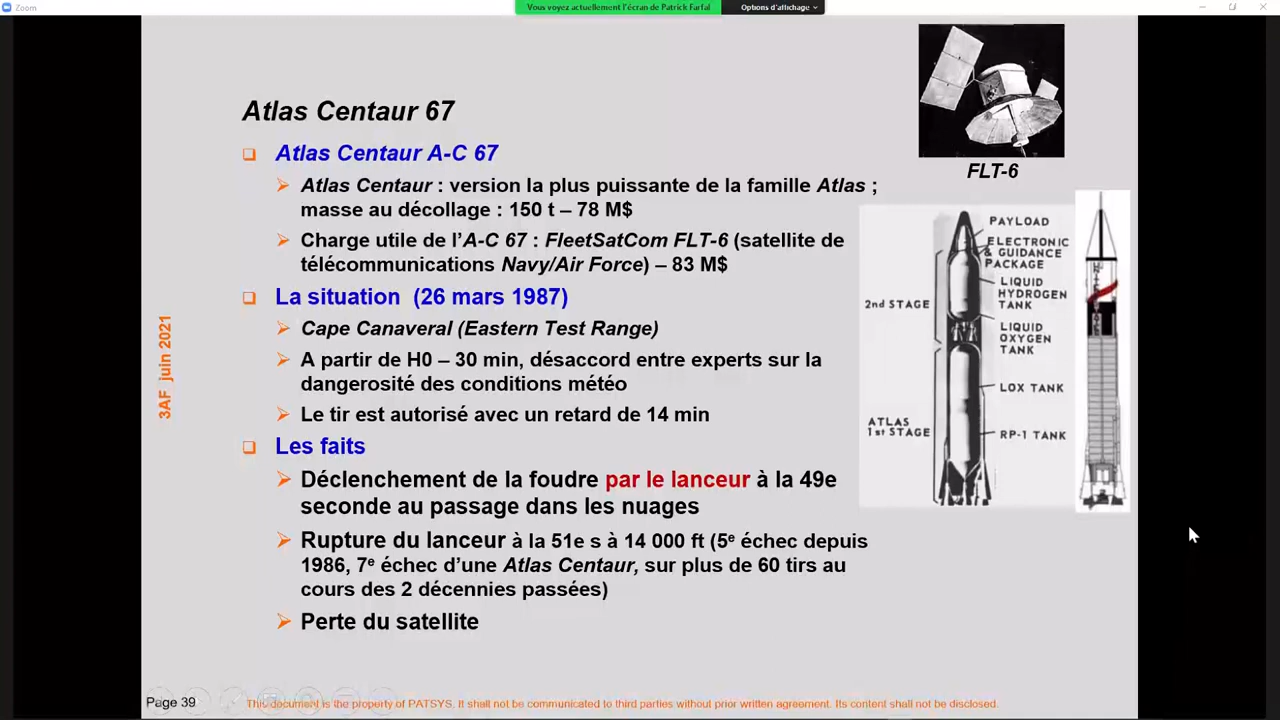 Zoom
Vous voyez actuellement l'écran de Patrick Farfal
Options d'affichage
Atlas Centaur 67
Atlas Centaur A-C 67
Atlas Centaur : version la plus puissante de la famille Atlas ;
masse au décollage : 150 t – 78 M$
Charge utile de l'A-C 67 : FleetSatCom FLT-6 (satellite de
télécommunications Navy/Air Force) – 83 M$
La situation (26 mars 1987)
Cape Canaveral (Eastern Test Range)
A partir de H0 – 30 min, désaccord entre experts sur la
dangerosité des conditions météo
Le tir est autorisé avec un retard de 14 min
Les faits
Déclenchement de la foudre par le lanceur à la 49e
seconde au passage dans les nuages
Rupture du lanceur à la 51e s à 14 000 ft (5e échec depuis
1986, 7e échec d'une Atlas Centaur, sur plus de 60 tirs au
cours des 2 décennies passées)
Perte du satellite
FLT-6
PAYLOAD
ELECTRONIC
& GUIDANCE
PACKAGE
LIQUID
HYDROGEN
TANK
2nd STAGE
LIQUID
OXYGEN
TANK
LOX TANK
ATLAS
1st STAGE
RP-1 TANK
3AF juin 2021
Page 39
This document is the property of PATSYS. It shall not be communicated to third parties without prior written agreement. Its content shall not be disclosed.